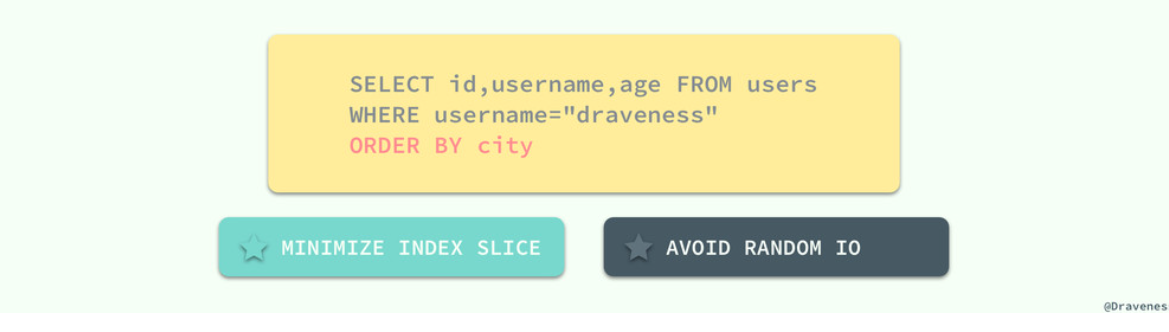 SELECT id,username,age FROM users
WHERE username="draveness"
ORDER BY city
MINIMIZE INDEX SLICE
AVOID RANDOM IO
@Dravenes